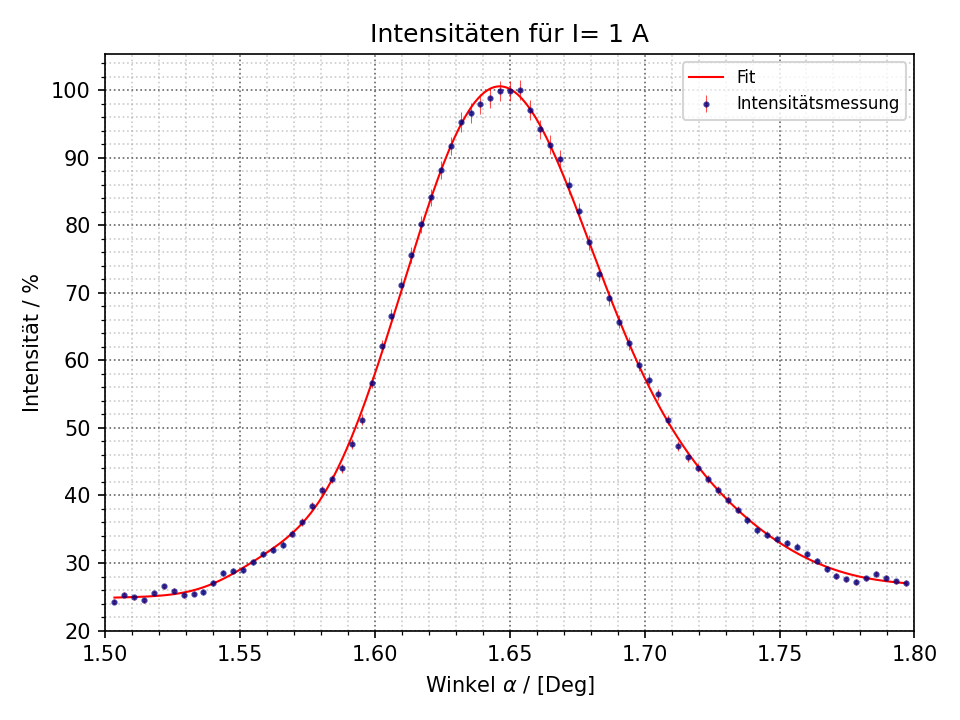 Intensitäten für I= 1 A
Fit
Intensitätsmessung
Intensität / %
100
90
80
70
60
50
40
30
20
1.50 1.55 1.60 1.65 1.70 1.75 1.80
Winkel α / [Deg]